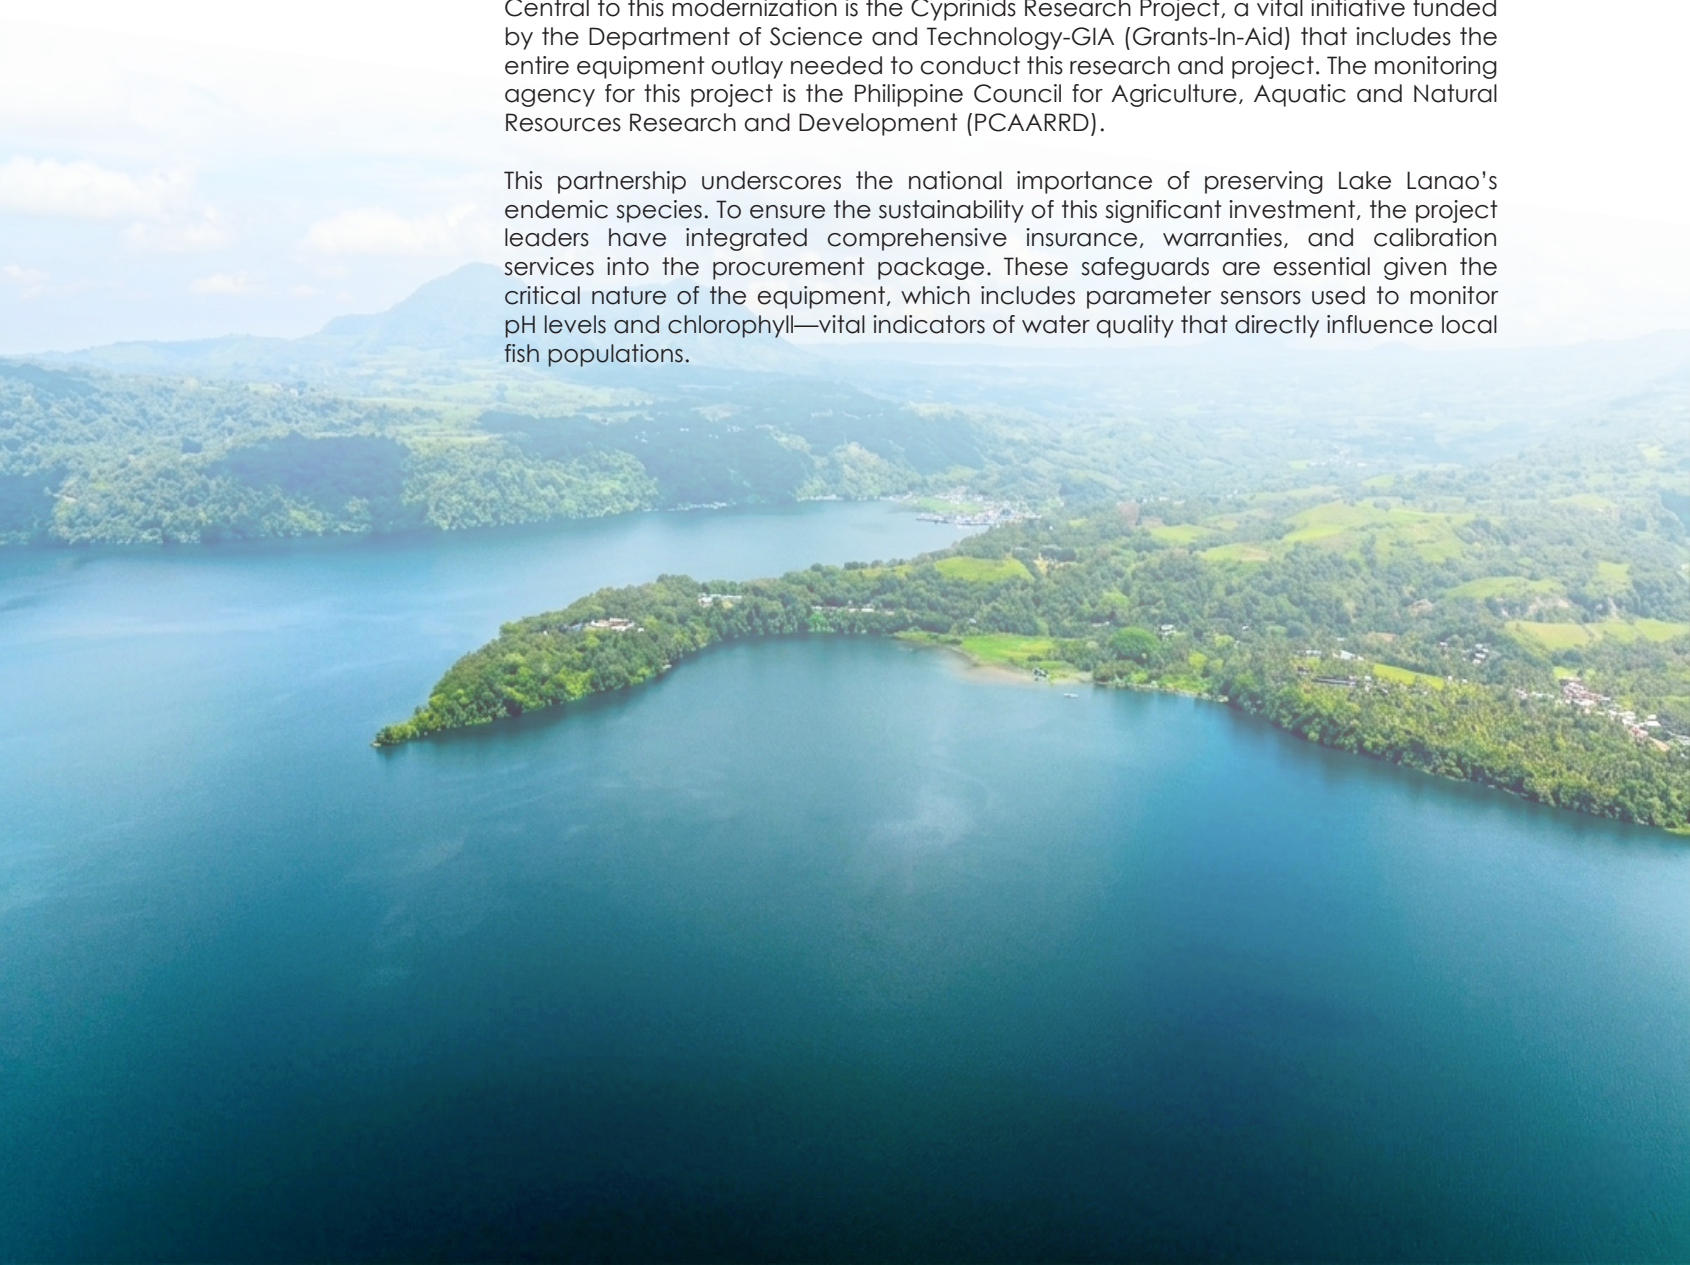 Central to this modernization is the Cyprinids Research Project, a vital initiative funded
by the Department of Science and Technology-GIA (Grants-In-Aid) that includes the
entire equipment outlay needed to conduct this research and project. The monitoring
agency for this project is the Philippine Council for Agriculture, Aquatic and Natural
Resources Research and Development (PCAARRD).
This partnership underscores the national importance of preserving Lake Lanao’s
endemic species. To ensure the sustainability of this significant investment, the project
leaders have integrated comprehensive insurance, warranties, and calibration
services into the procurement package. These safeguards are essential given the
critical nature of the equipment, which includes parameter sensors used to monitor
pH levels and chlorophyll—vital indicators of water quality that directly influence local
fish populations.